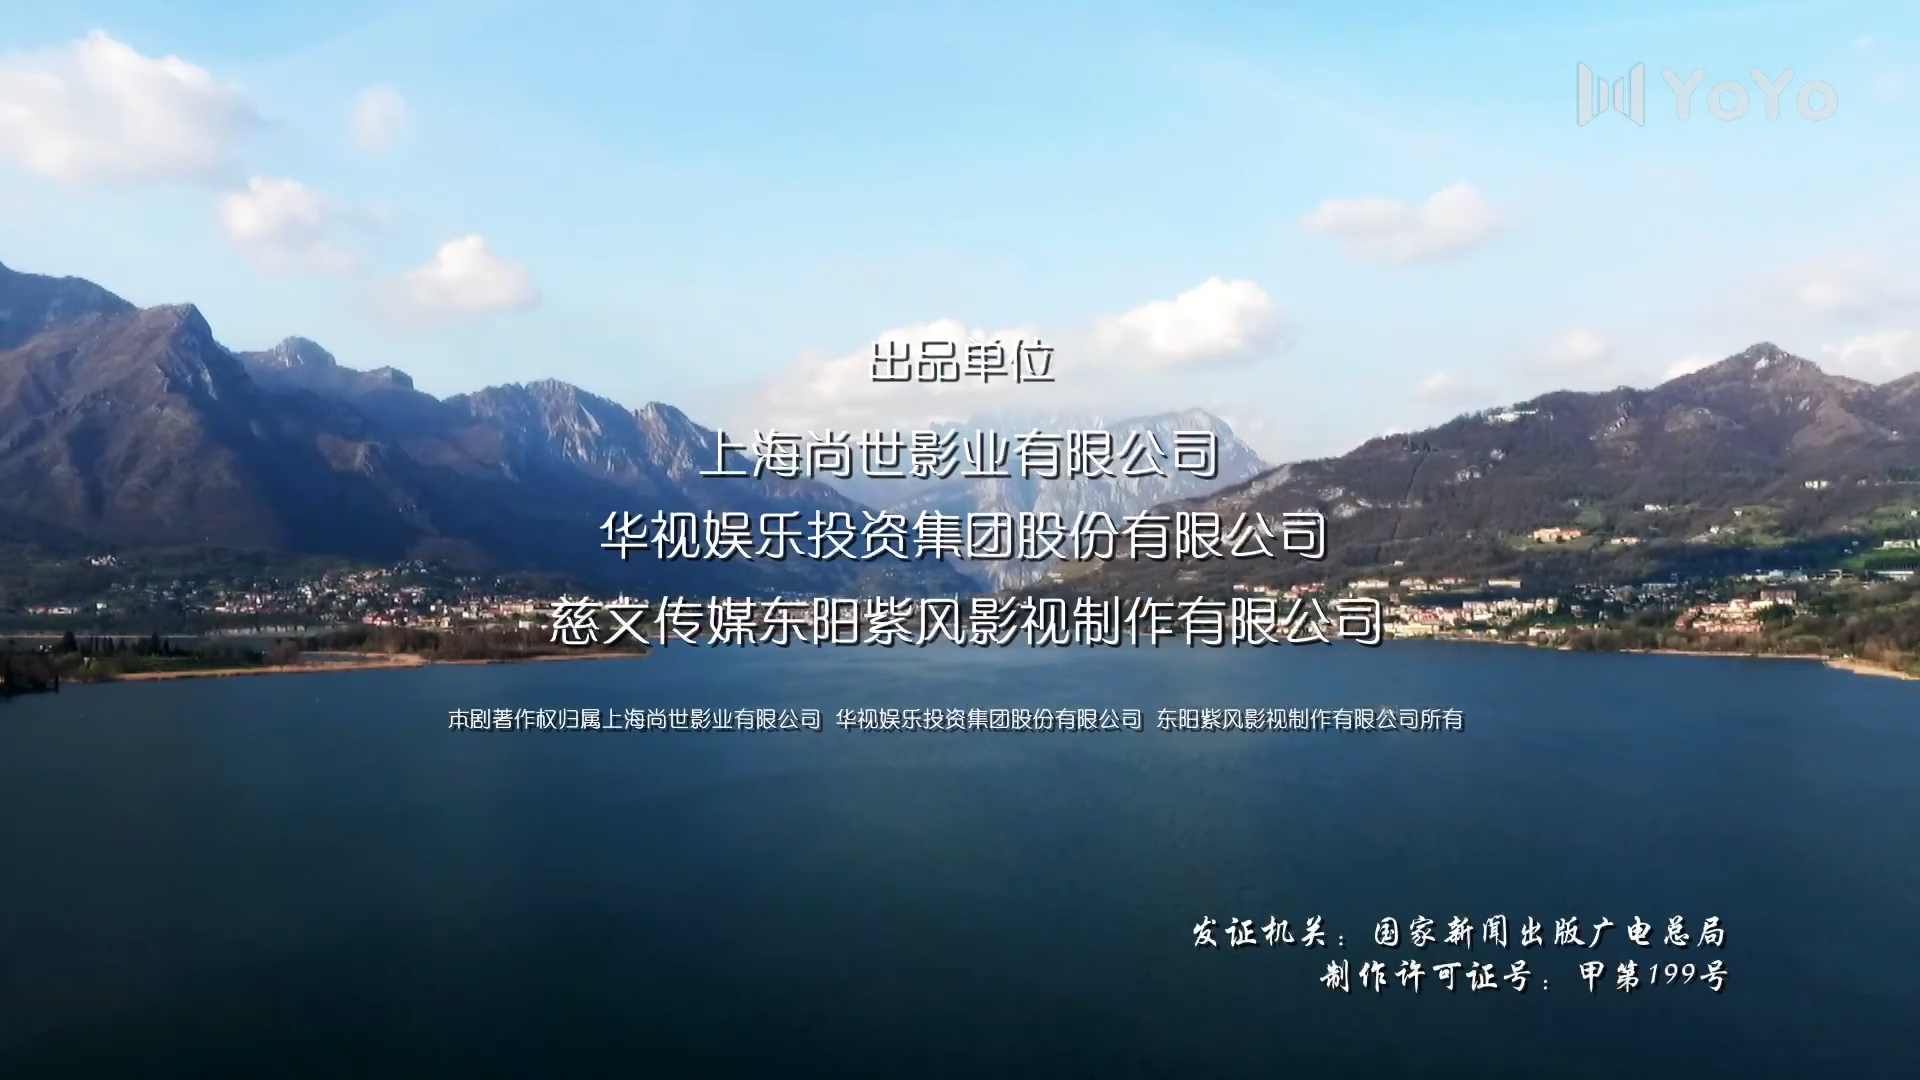 YoYo
出品单位
上海尚世影业有限公司
华视娱乐投资集团股份有限公司
慈文传媒东阳紫风影视制作有限公司
本剧著作权归属上海尚世影业有限公司 华视娱乐投资集团股份有限公司 东阳紫风影视制作有限公司所有
发证机关：国家新闻出版广电总局
制作许可证号：甲第199号